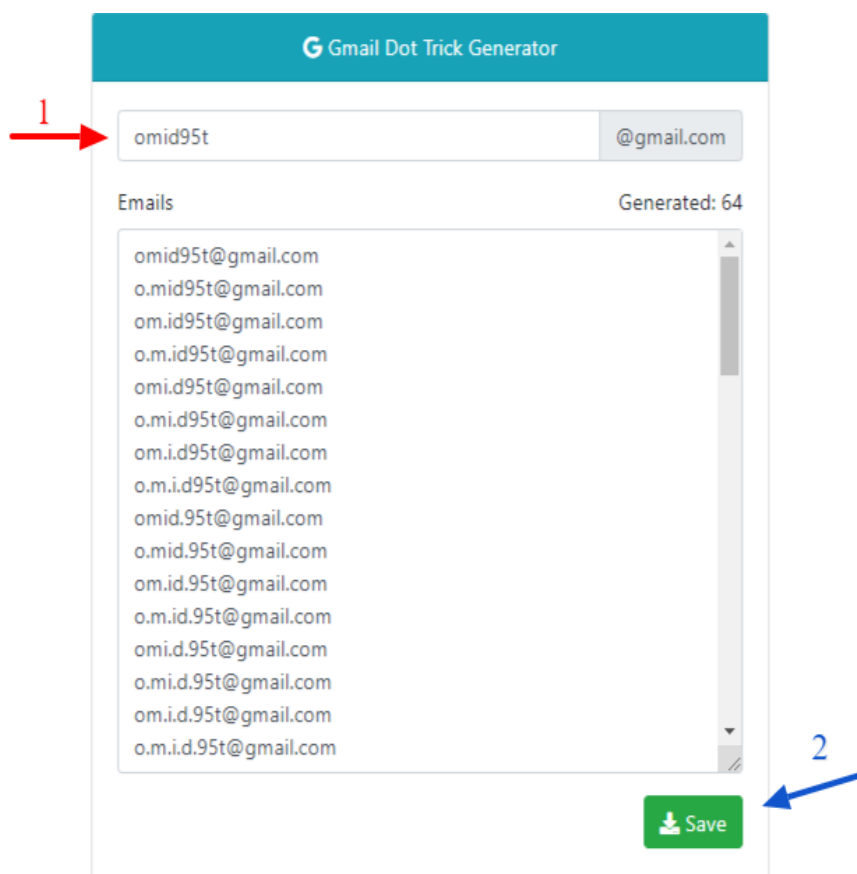 G Gmail Dot Trick Generator
1
omid95t @gmail.com
Emails Generated: 64
omid95t@gmail.com
o.mid95t@gmail.com
om.id95t@gmail.com
o.m.id95t@gmail.com
omi.d95t@gmail.com
o.mi.d95t@gmail.com
om.i.d95t@gmail.com
o.m.i.d95t@gmail.com
omid.95t@gmail.com
o.mid.95t@gmail.com
om.id.95t@gmail.com
o.m.id.95t@gmail.com
omi.d.95t@gmail.com
o.mi.d.95t@gmail.com
om.i.d.95t@gmail.com
o.m.i.d.95t@gmail.com
2
Save